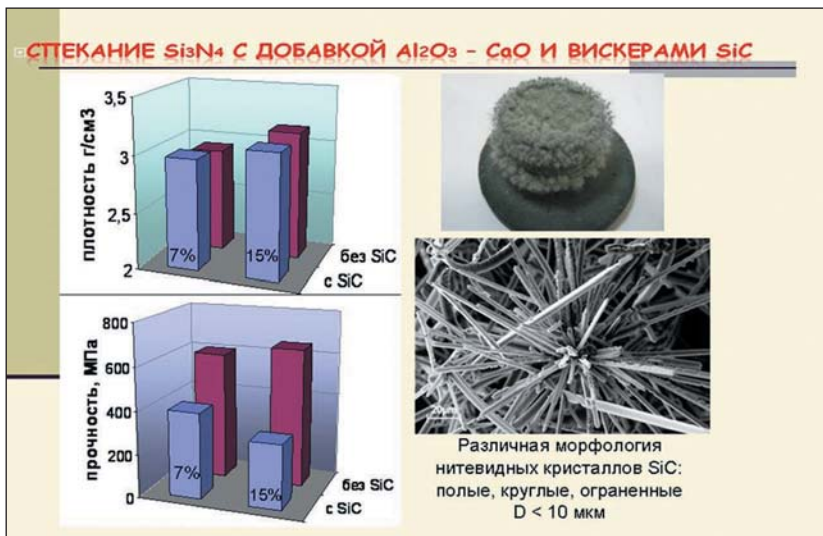 СПЕКАНИЕ Si3N4 С ДОБАВКОЙ Al2O3 – CaO И ВИСКЕРАМИ SiC
3,5
3
2,5
2
плотность г/см3
7%
15%
без SiC
с SiC
800
600
400
200
0
прочность, МПа
7%
15%
без SiC
с SiC
Различная морфология
нитевидных кристаллов SiC:
полые, круглые, ограненные
D < 10 мкм